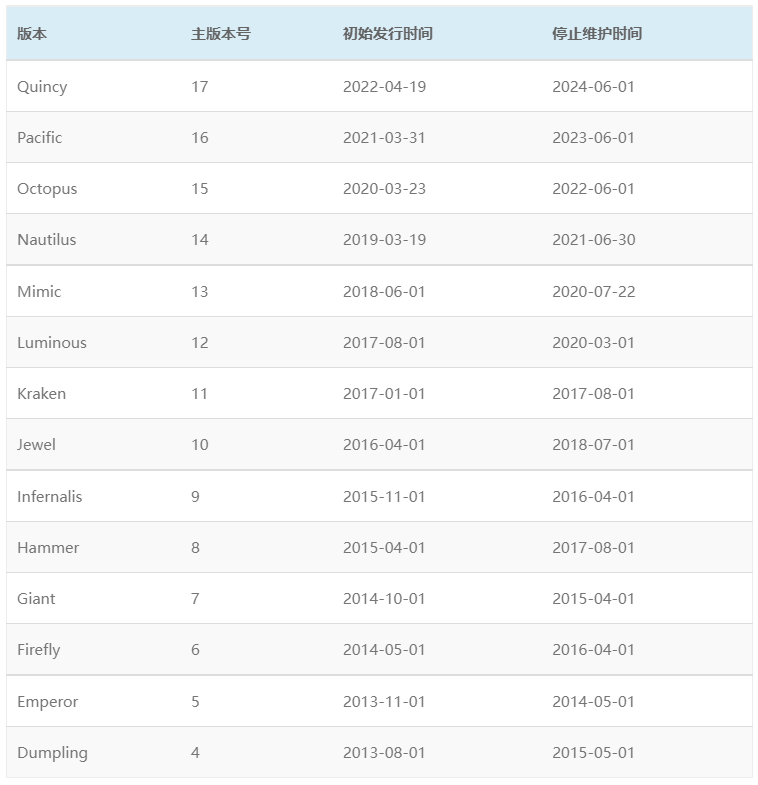 版本 主版本号 初始发行时间 停止维护时间
Quincy 17 2022-04-19 2024-06-01
Pacific 16 2021-03-31 2023-06-01
Octopus 15 2020-03-23 2022-06-01
Nautilus 14 2019-03-19 2021-06-30
Mimic 13 2018-06-01 2020-07-22
Luminous 12 2017-08-01 2020-03-01
Kraken 11 2017-01-01 2017-08-01
Jewel 10 2016-04-01 2018-07-01
Infernalis 9 2015-11-01 2016-04-01
Hammer 8 2015-04-01 2017-08-01
Giant 7 2014-10-01 2015-04-01
Firefly 6 2014-05-01 2016-04-01
Emperor 5 2013-11-01 2014-05-01
Dumpling 4 2013-08-01 2015-05-01